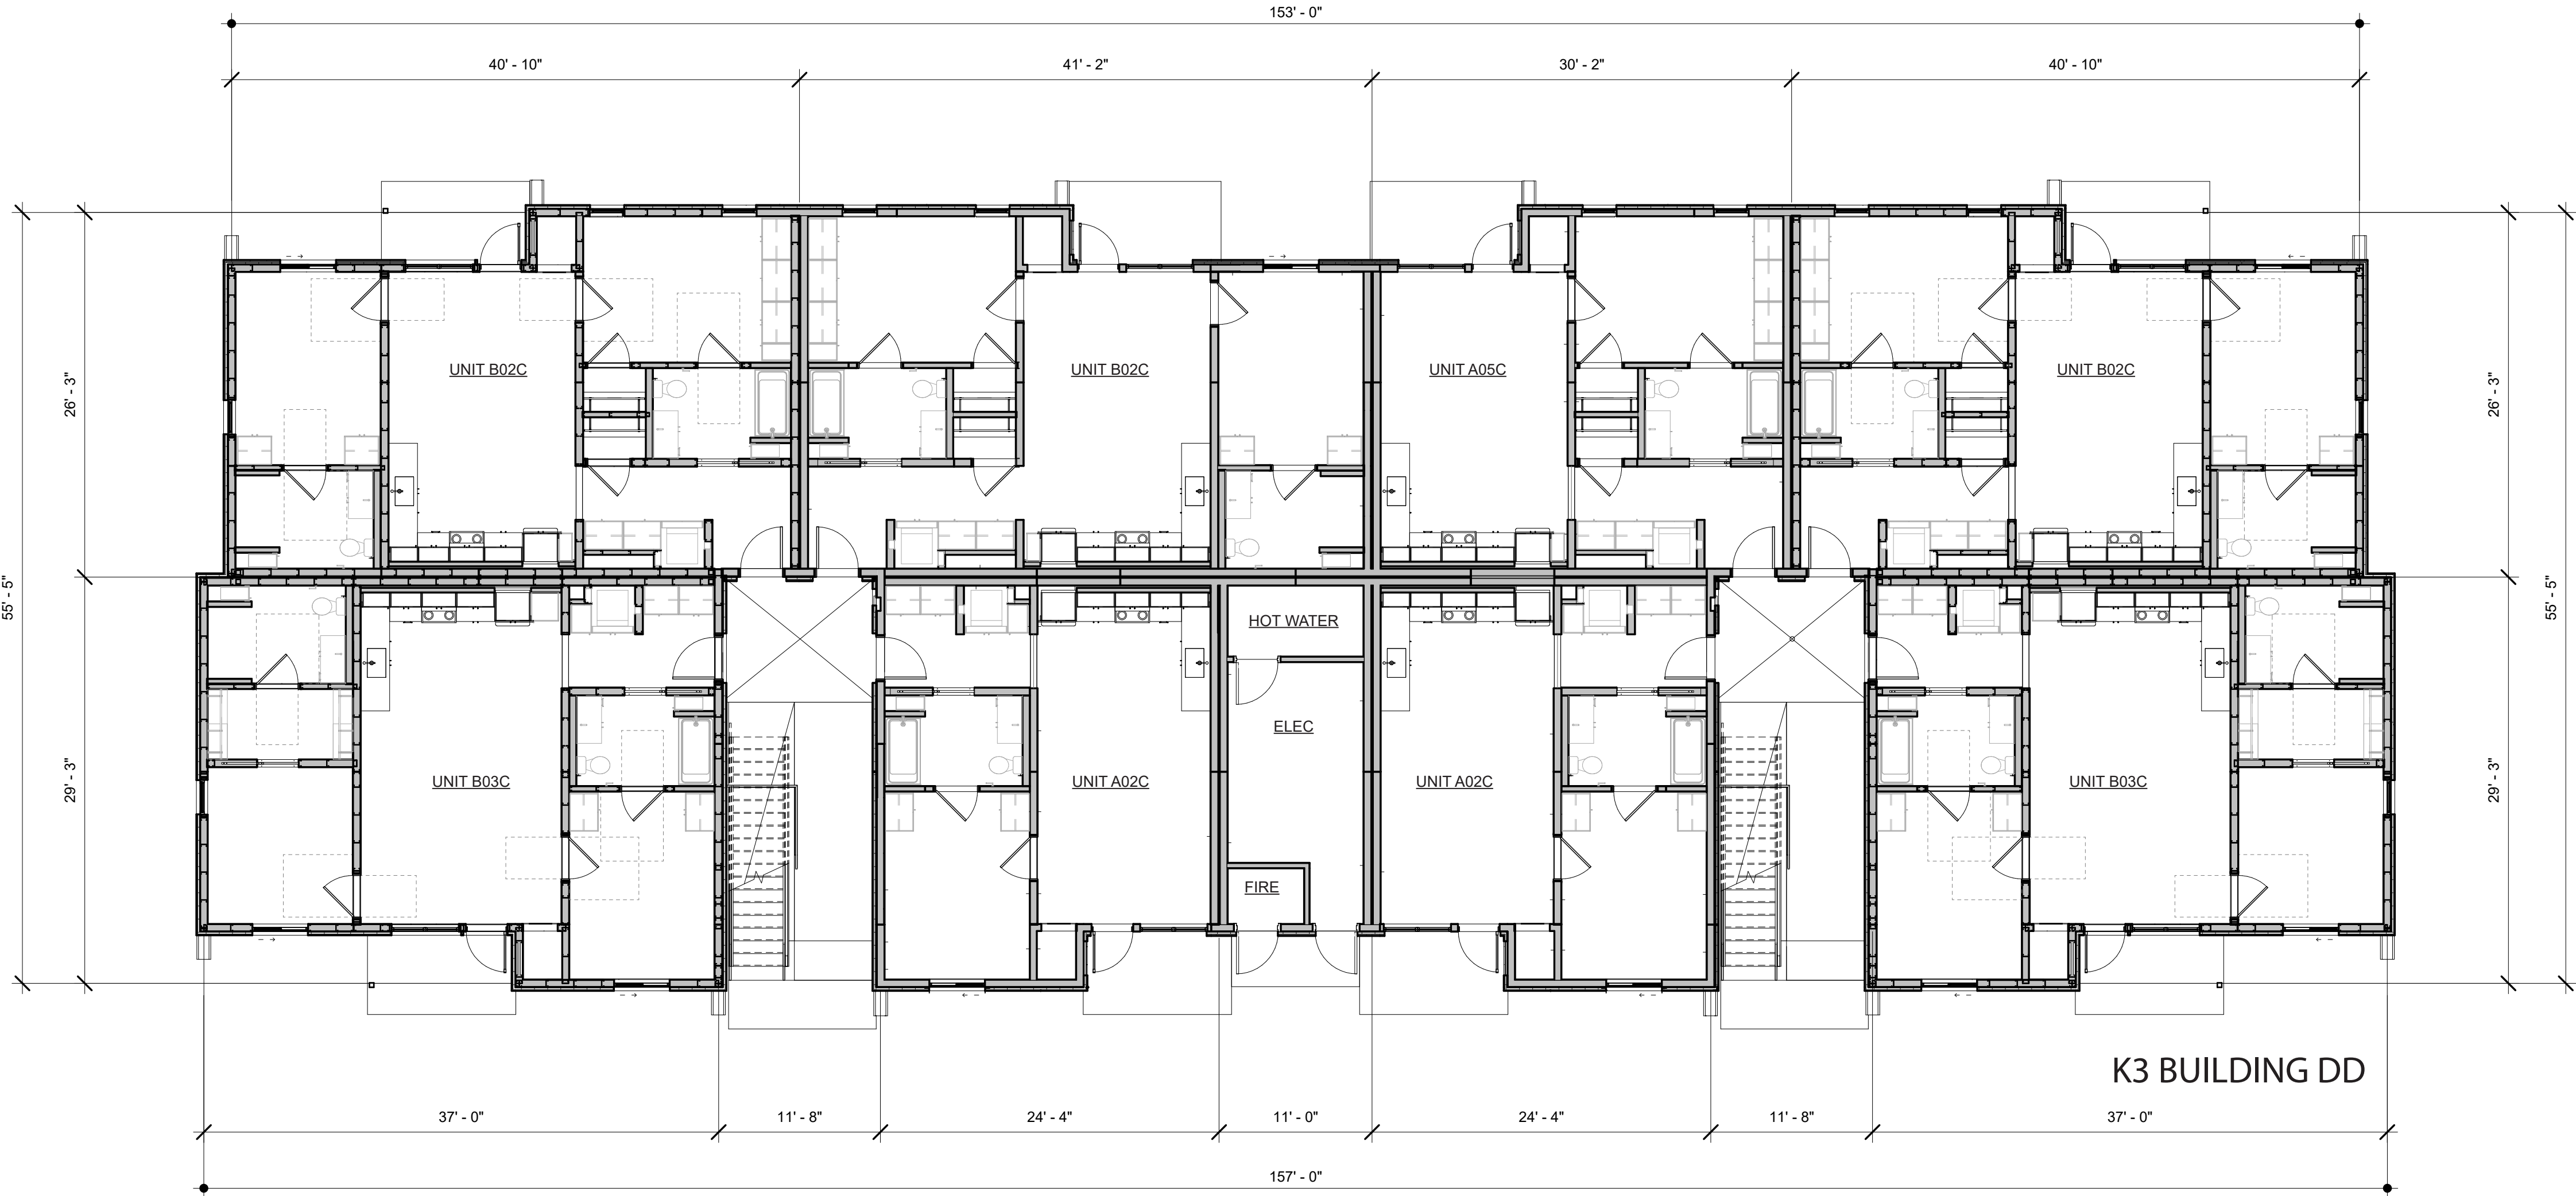 153' - 0"
40' - 10"
41' - 2"
30' - 2"
40' - 10"
55' - 5"
26' - 3"
29' - 3"
UNIT B02C
UNIT B02C
UNIT A05C
UNIT B02C
26' - 3"
55' - 5"
29' - 3"
HOT WATER
ELEC
UNIT B03C
UNIT A02C
UNIT A02C
UNIT B03C
FIRE
K3 BUILDING DD
37' - 0"
11' - 8"
24' - 4"
11' - 0"
24' - 4"
11' - 8"
37' - 0"
157' - 0"